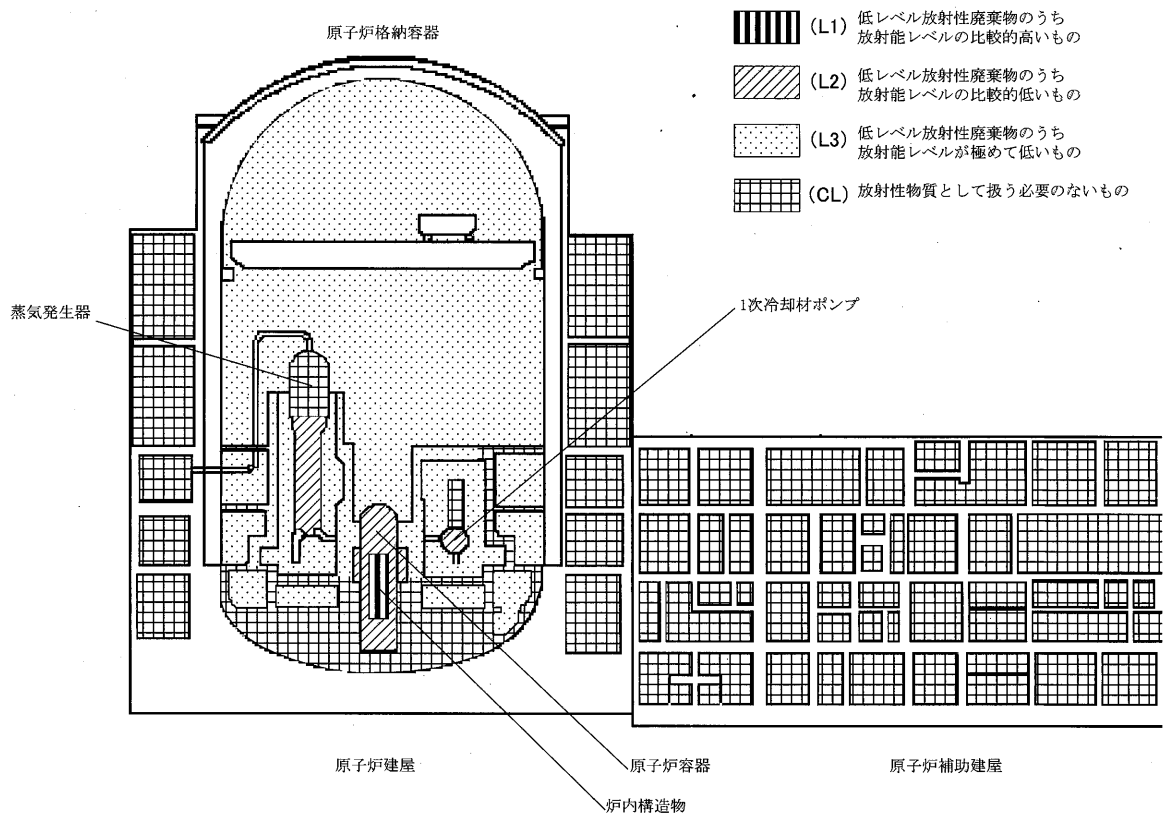 原子炉格納容器
(L1) 低レベル放射性廃棄物のうち
放射能レベルの比較的高いもの
(L2) 低レベル放射性廃棄物のうち
放射能レベルの比較的低いもの
(L3) 低レベル放射性廃棄物のうち
放射能レベルが極めて低いもの
(CL) 放射性物質として扱う必要のないもの
蒸気発生器
1次冷却材ポンプ
原子炉建屋
原子炉容器
原子炉補助建屋
炉内構造物